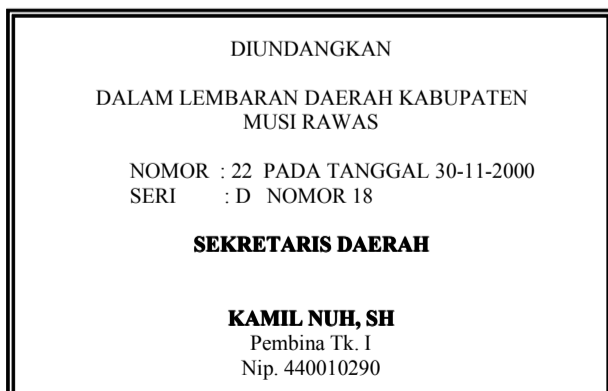 DIUNDANGKAN
DALAM LEMBARAN DAERAH KABUPATEN
MUSI RAWAS
NOMOR : 22 PADA TANGGAL 30-11-2000
SERI : D NOMOR 18
SEKRETARIS DAERAH
KAMIL NUH, SH
Pembina Tk. I
Nip. 440010290